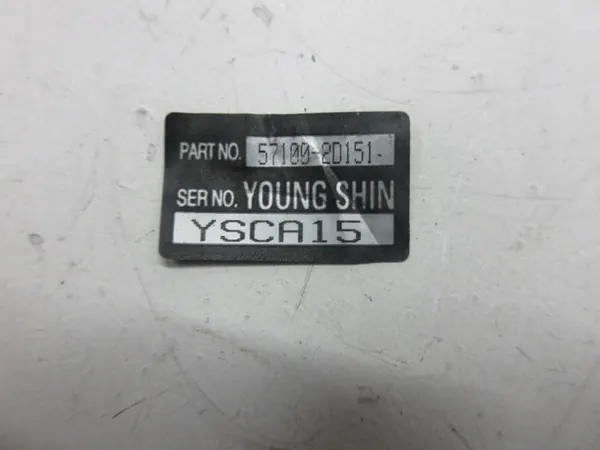 PART NO. 57100-2D151-
SER NO. YOUNG SHIN
YSCA15